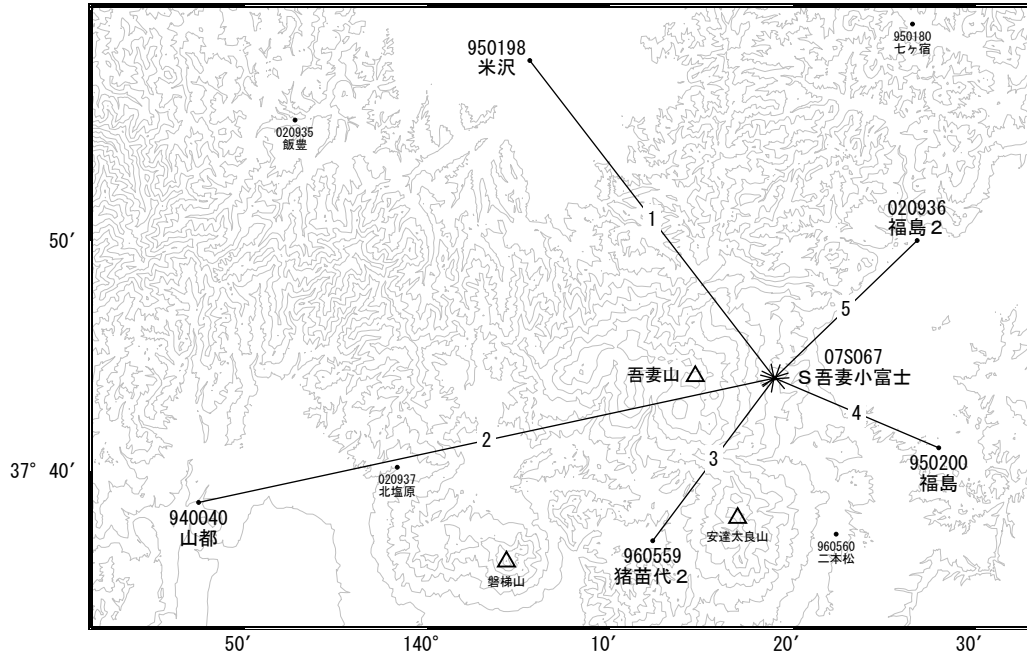 950180
七ヶ宿
950198
米沢
020935
飯豊
020936
福島２
50′
1
5
07S067
Ｓ吾妻小富士
吾妻山
4
2
3
37° 40′
020937
北塩原
950200
福島
940040
山都
安達太良山
960560
二本松
960559
猪苗代２
磐梯山
50′
140°
10′
20′
30′